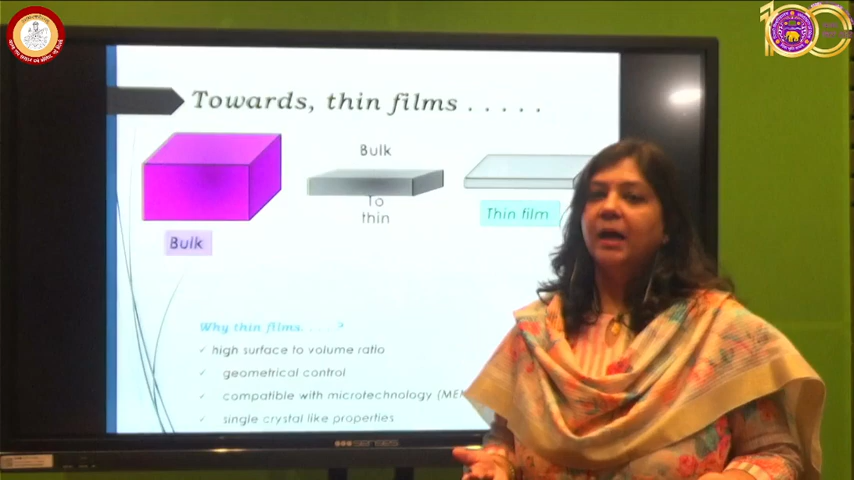 Towards, thin films . . . . .
Bulk
To
thin
Thin film
Bulk
Why thin films. . . . ?
✓ high surface to volume ratio
✓ geometrical control
✓ compatible with microtechnology (MEM
✓ single crystal like properties
100